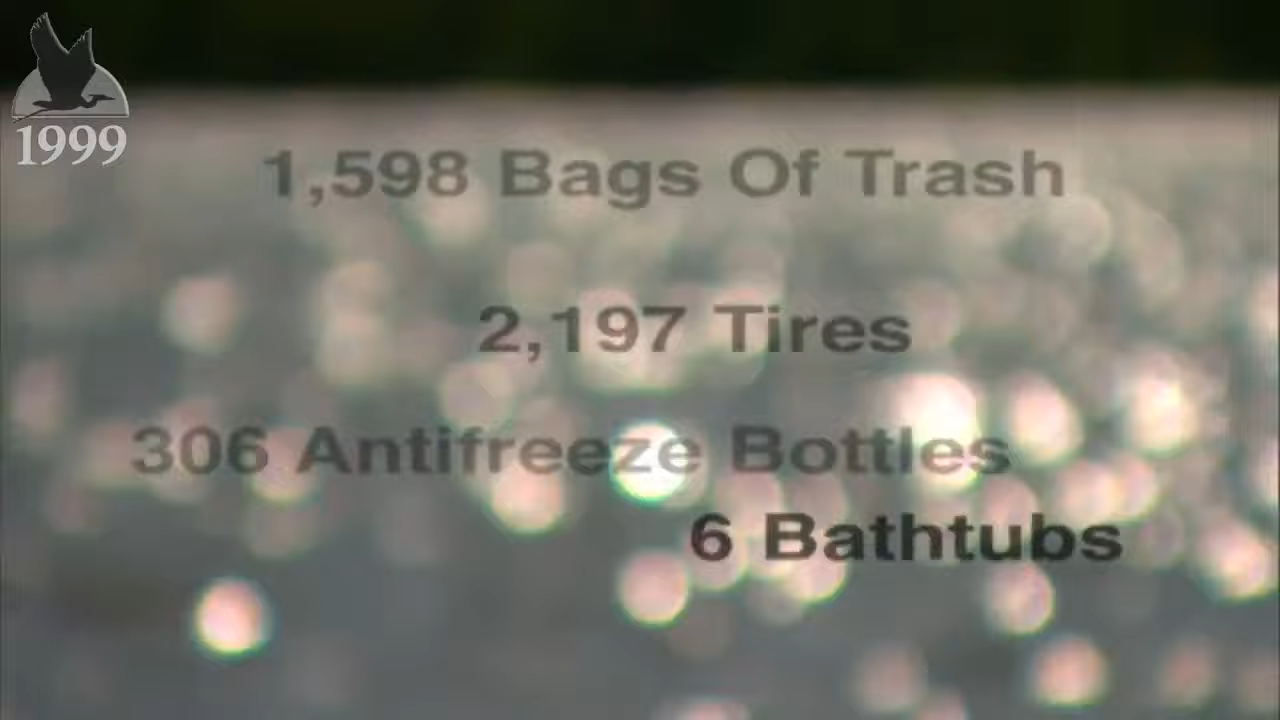 1999
1,598 Bags Of Trash
2,197 Tires
306 Antifreeze Bottles
6 Bathtubs